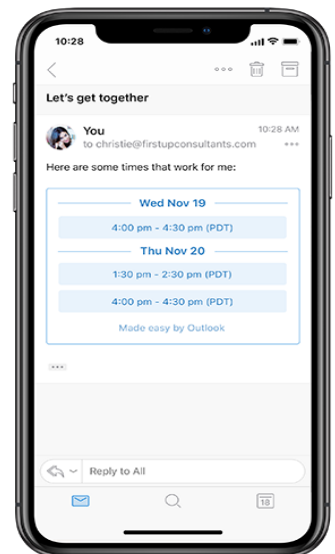 10:28
Let's get together
You
10:28 AM
to christie@firstupconsultants.com
Here are some times that work for me:
Wed Nov 19
4:00 pm - 4:30 pm (PDT)
Thu Nov 20
1:30 pm - 2:30 pm (PDT)
4:00 pm - 4:30 pm (PDT)
Made easy by Outlook
Reply to All
18